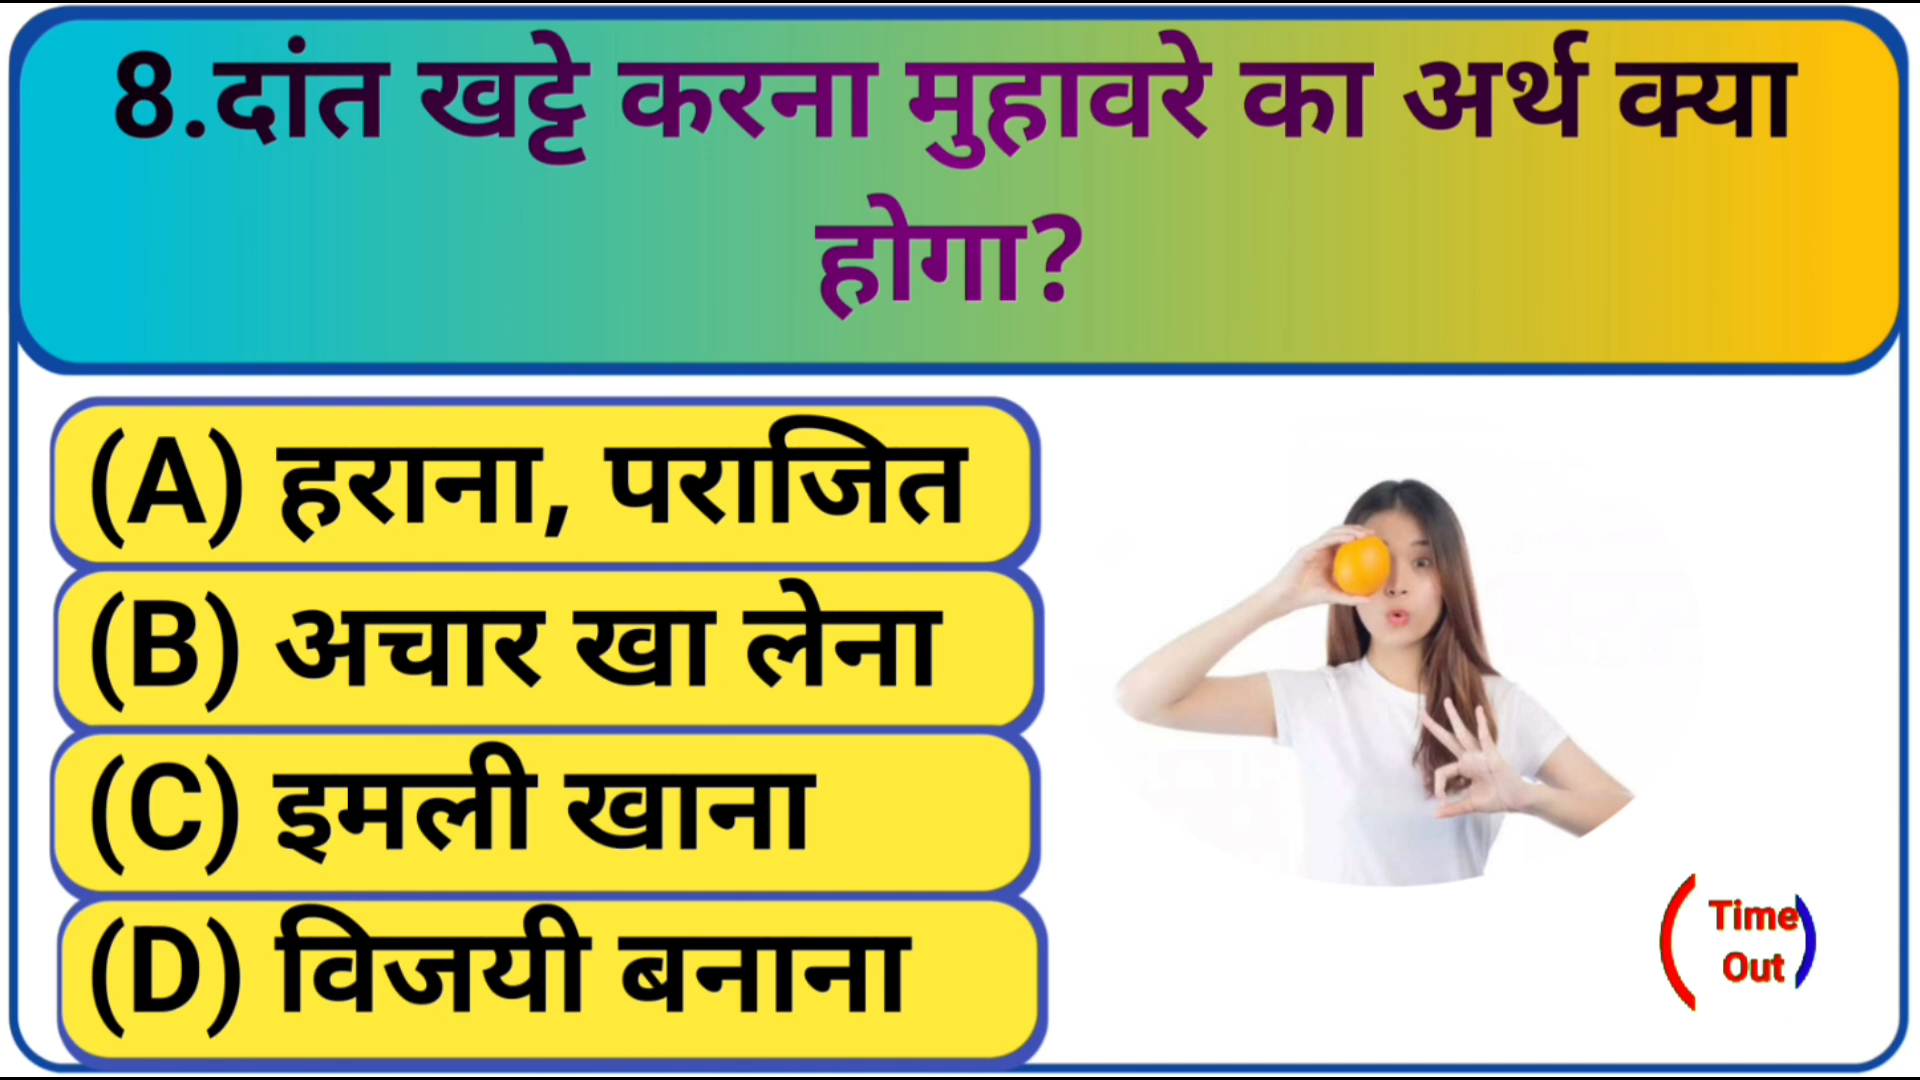 8.दांत खट्टे करना मुहावरे का अर्थ क्या
होगा?
(A) हराना, पराजित
(B) अचार खा लेना
(C) इमली खाना
(D) विजयी बनाना
Time
Out